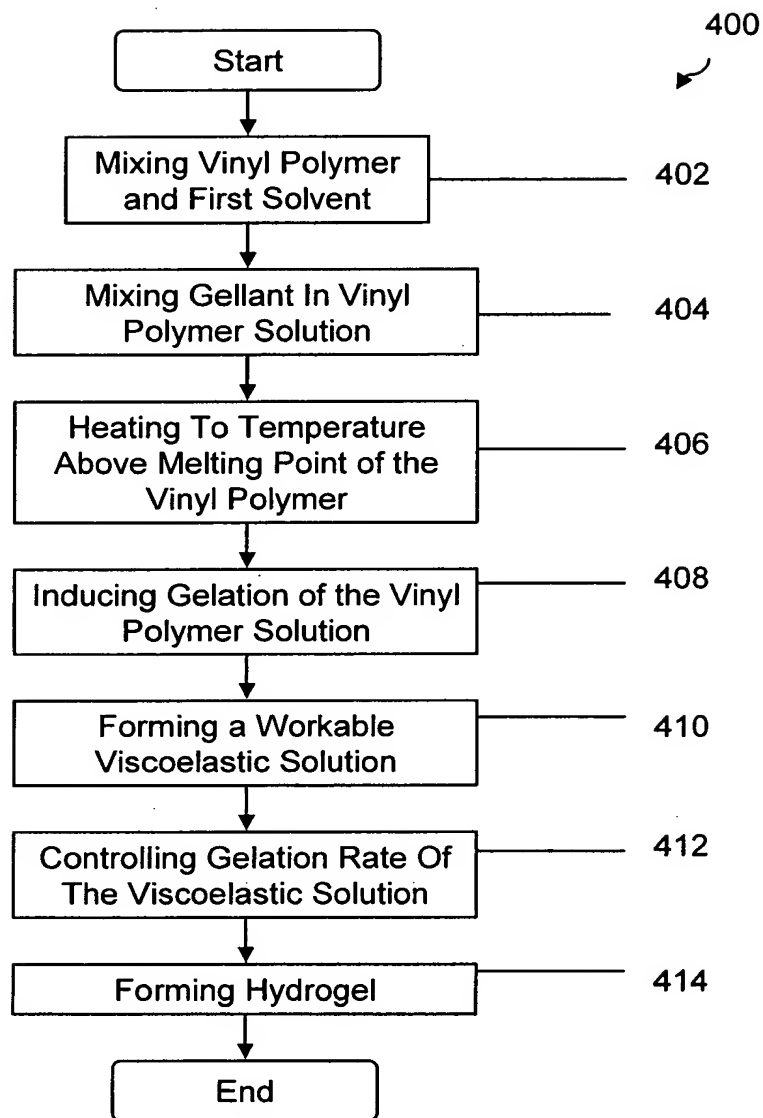 400
Start
Mixing Vinyl Polymer
and First Solvent
402
Mixing Gellant In Vinyl
Polymer Solution
404
Heating To Temperature
Above Melting Point of the
Vinyl Polymer
406
Inducing Gelation of the Vinyl
Polymer Solution
408
Forming a Workable
Viscoelastic Solution
410
Controlling Gelation Rate Of
The Viscoelastic Solution
412
Forming Hydrogel
414
End